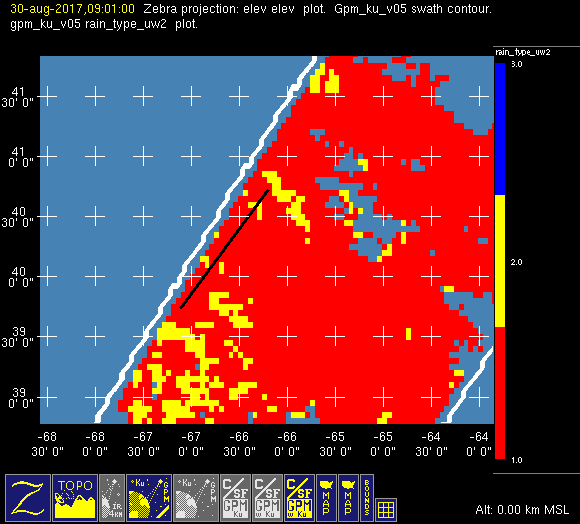 30-aug-2017,09:01:00 Zebra projection: elev elev plot. Gpm_ku_v05 swath contour.
gpm_ku_v05 rain_type_uw2 plot.
rain_type_uw2
3.0
2.0
1.0
41
30' 0"
41
0' 0"
40
30' 0"
40
0' 0"
39
30' 0"
39
0' 0"
-68 -68 -67 -67 -66 -66 -65 -65 -64 -64
30' 0" 0' 0" 30' 0" 0' 0" 30' 0" 0' 0" 30' 0" 0' 0" 30' 0" 0' 0"
Z TOPO IR 4KM "Ku" GPM "Ku" GPM C/SF GPM Ku C/SF GPM w Ku C/SF GPM w Ku MAP MAP BOUNDS
Alt: 0.00 km MSL